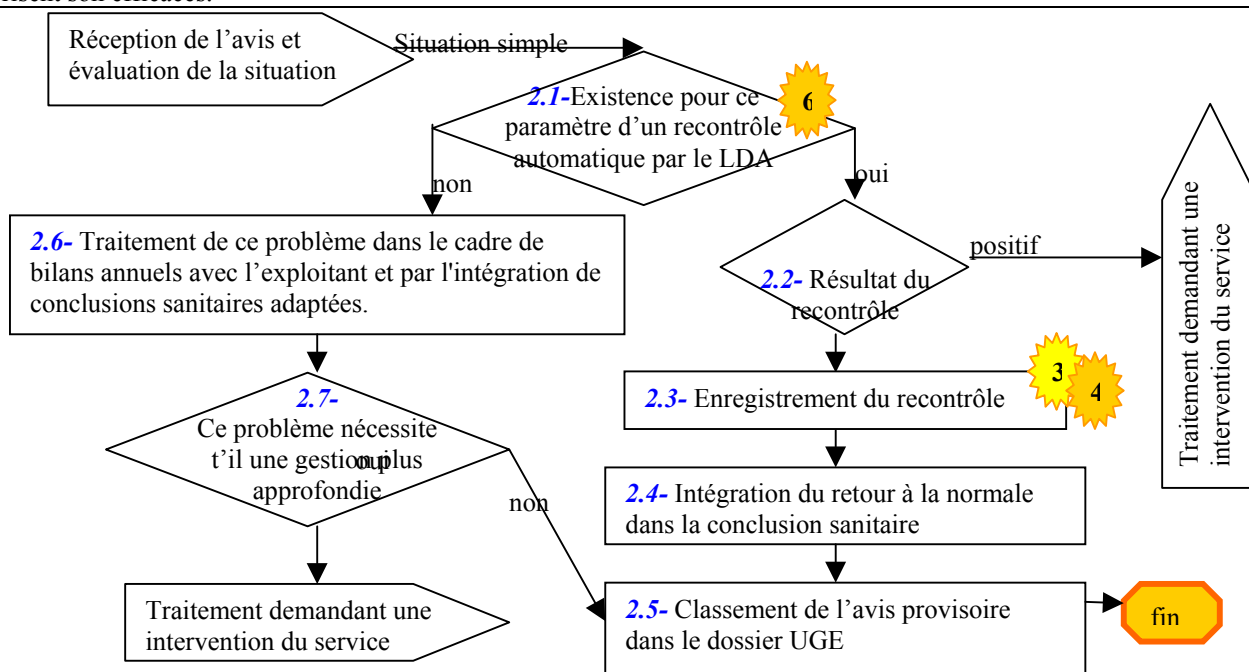 Réception de l'avis et
évaluation de la situation
Situation simple
2.1-Existence pour ce
paramètre d'un recontrôle
automatique par le LDA
6
non
oui
2.6- Traitement de ce problème dans le cadre de
bilans annuels avec l'exploitant et par l'intégration de
conclusions sanitaires adaptées.
2.2- Résultat du
recontrôle
positif
Traitement demandant une
intervention du service
2.3- Enregistrement du recontrôle
3
4
2.7-
Ce problème nécessite
t'il une gestion plus
approfondie
oui
non
2.4- Intégration du retour à la normale
dans la conclusion sanitaire
Traitement demandant une
intervention du service
2.5- Classement de l'avis provisoire
dans le dossier UGE
fin